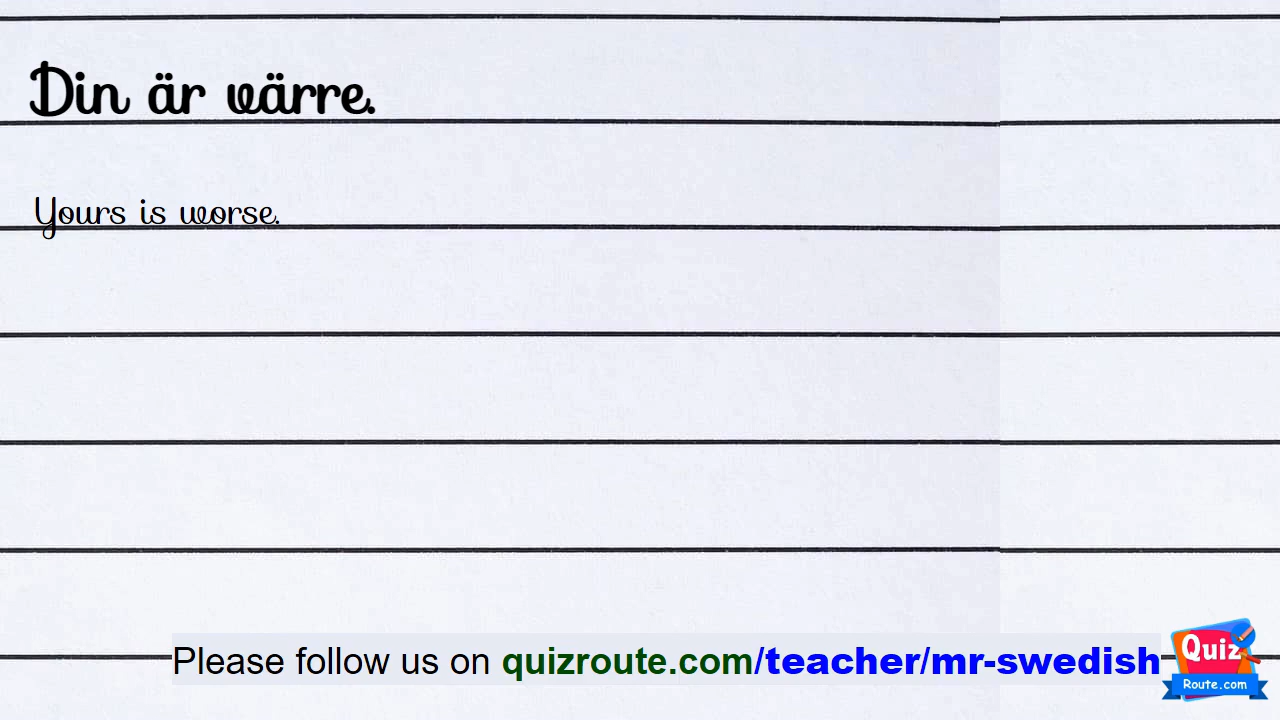 Din är värre.
Yours is worse.
Please follow us on quizroute.com/teacher/mr-swedish
Quiz
Route.com